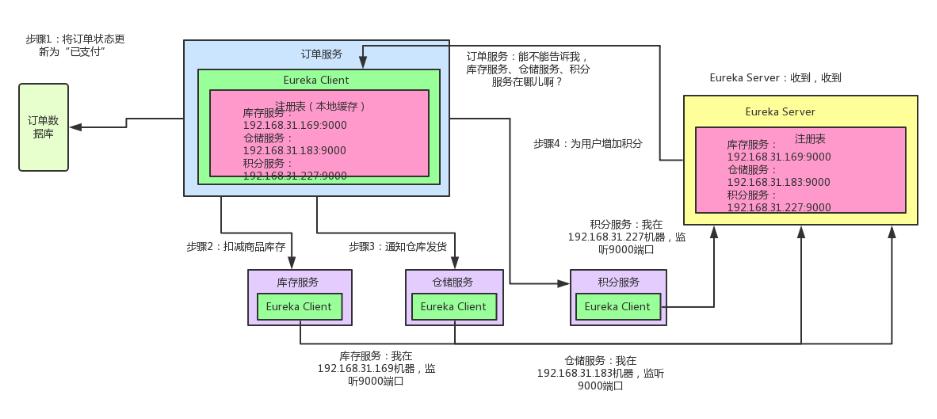 步骤1：将订单状态更
新为“已支付”
订单服务
订单服务：能不能告诉我，
库存服务、仓储服务、积分
服务在哪儿啊？
Eureka Server：收到，收到
Eureka Client
注册表（本地缓存）
库存服务：
192.168.31.169:9000
仓储服务：
192.168.31.183:9000
积分服务：
192.168.31.227:9000
订单数
据库
Eureka Server
注册表
库存服务：
192.168.31.169:9000
仓储服务：
192.168.31.183:9000
积分服务：
192.168.31.227:9000
步骤4：为用户增加积分
积分服务：我在
192.168.31.227机器，监
听9000端口
步骤2：扣减商品库存
步骤3：通知仓库发货
库存服务
Eureka Client
仓储服务
Eureka Client
积分服务
Eureka Client
库存服务：我在
192.168.31.169机器，监
听9000端口
仓储服务：我在
192.168.31.183机器，监听
9000端口